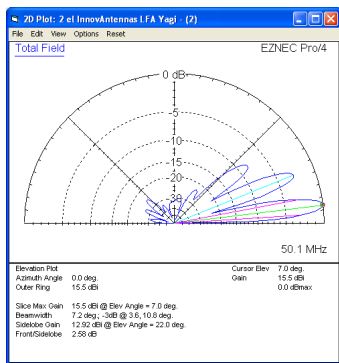 2D Plot: 2 el InnovAntennas LFA Yagi - (2)
File Edit View Options Reset
Total Field
EZNEC Pro/4
0 dB
-5
-10
-15
-20
-30
50.1 MHz
Elevation Plot
Azimuth Angle 0.0 deg.
Outer Ring 15.5 dBi
Cursor Elev 7.0 deg.
Gain 15.5 dBi
0.0 dBmax
Slice Max Gain 15.5 dBi @ Elev Angle = 7.0 deg.
Beamwidth 7.2 deg.; -3dB @ 3.6, 10.8 deg.
Sidelobe Gain 12.92 dBi @ Elev Angle = 22.0 deg.
Front/Sidelobe 2.58 dB